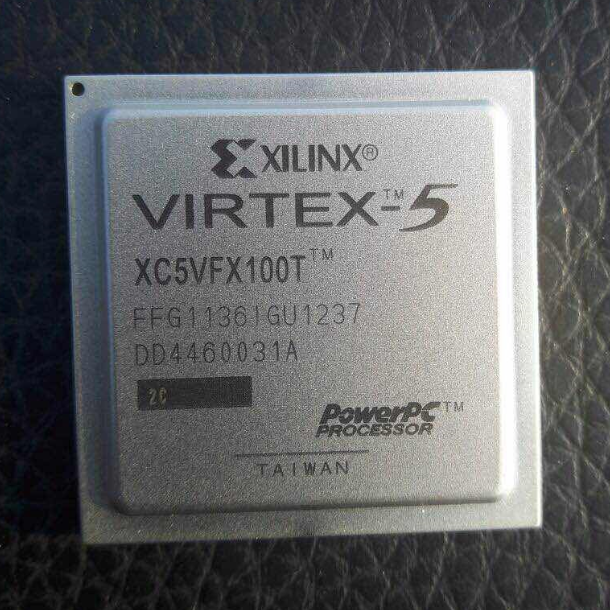 XILINX®
VIRTEX™-5
XC5VFX100T™
FFG1136IGU1237
DD4460031A
2C
PowerPC™
PROCESSOR
TAIWAN